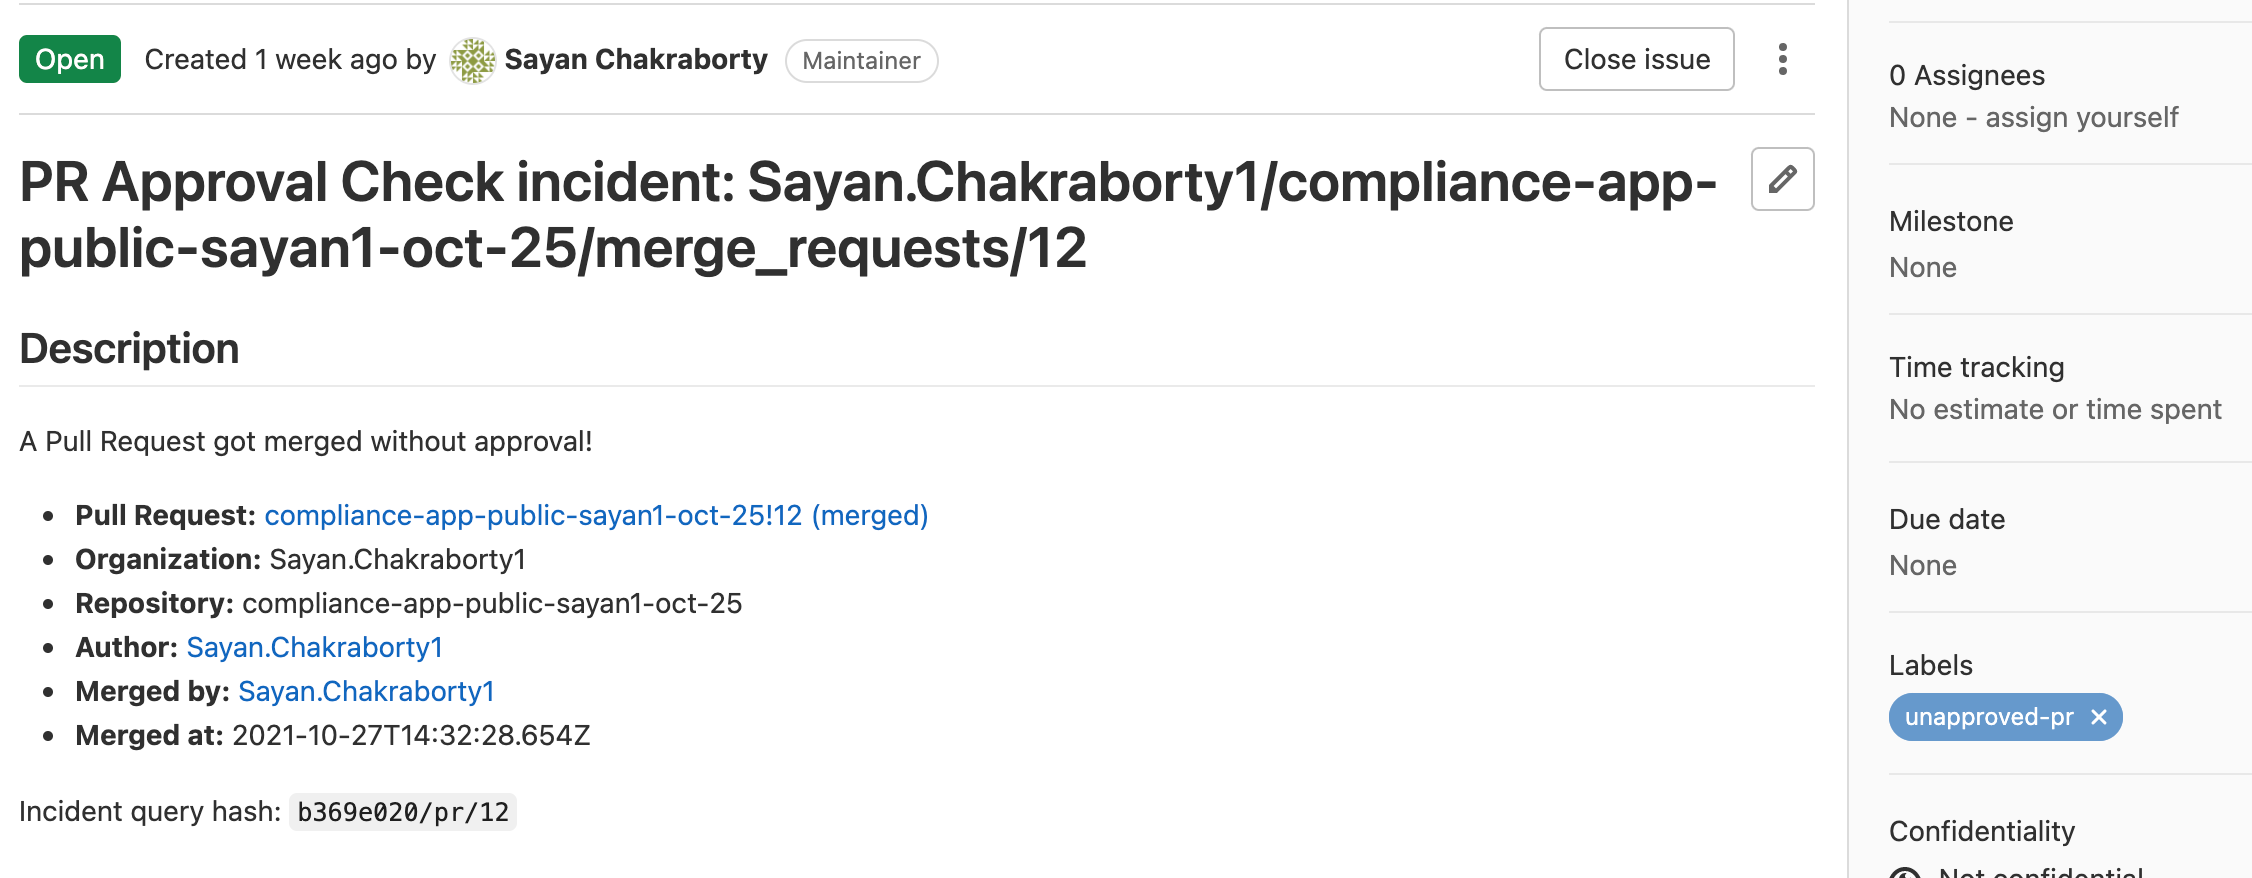 Open Created 1 week ago by Sayan Chakraborty Maintainer Close issue
PR Approval Check incident: Sayan.Chakraborty1/compliance-app-
public-sayan1-oct-25/merge_requests/12
Description
A Pull Request got merged without approval!
• Pull Request: compliance-app-public-sayan1-oct-25!12 (merged)
• Organization: Sayan.Chakraborty1
• Repository: compliance-app-public-sayan1-oct-25
• Author: Sayan.Chakraborty1
• Merged by: Sayan.Chakraborty1
• Merged at: 2021-10-27T14:32:28.654Z
Incident query hash: b369e020/pr/12
0 Assignees
None - assign yourself
Milestone
None
Time tracking
No estimate or time spent
Due date
None
Labels
unapproved-pr ×
Confidentiality
Not confidential